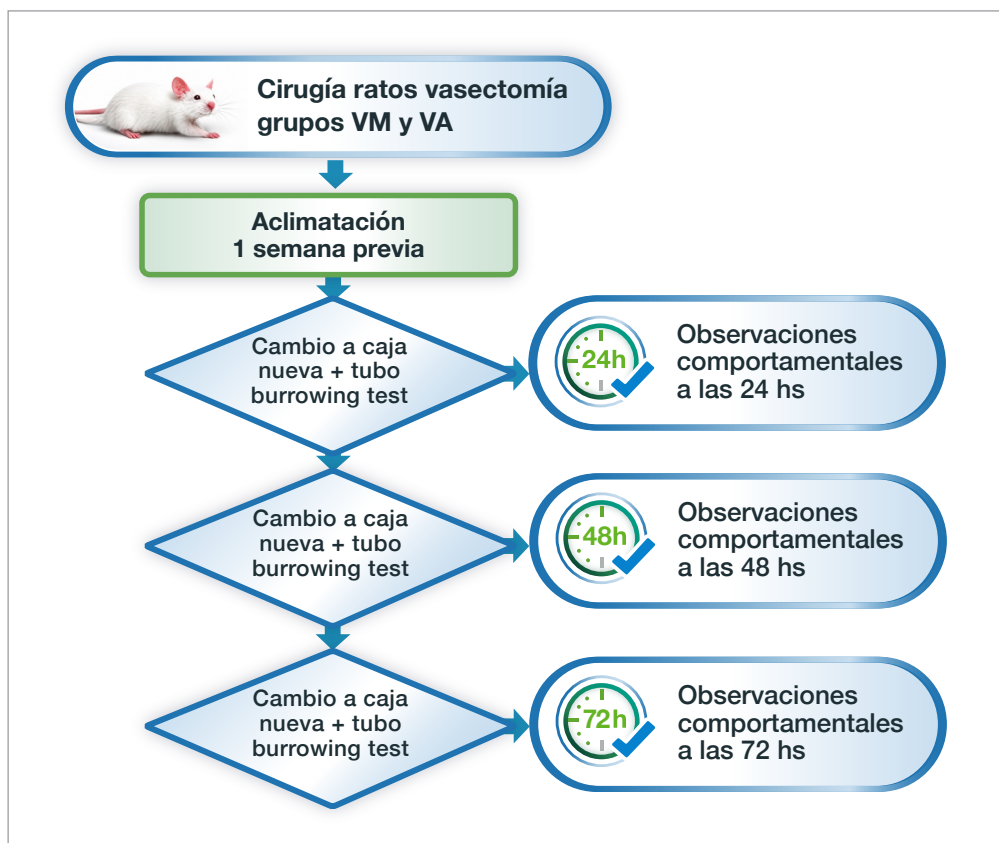 Cirugía ratos vasectomía
grupos VM y VA
Aclimatación
1 semana previa
Cambio a caja
nueva + tubo
burrowing test
24h
Observaciones
comportamentales
a las 24 hs
Cambio a caja
nueva + tubo
burrowing test
48h
Observaciones
comportamentales
a las 48 hs
Cambio a caja
nueva + tubo
burrowing test
72h
Observaciones
comportamentales
a las 72 hs